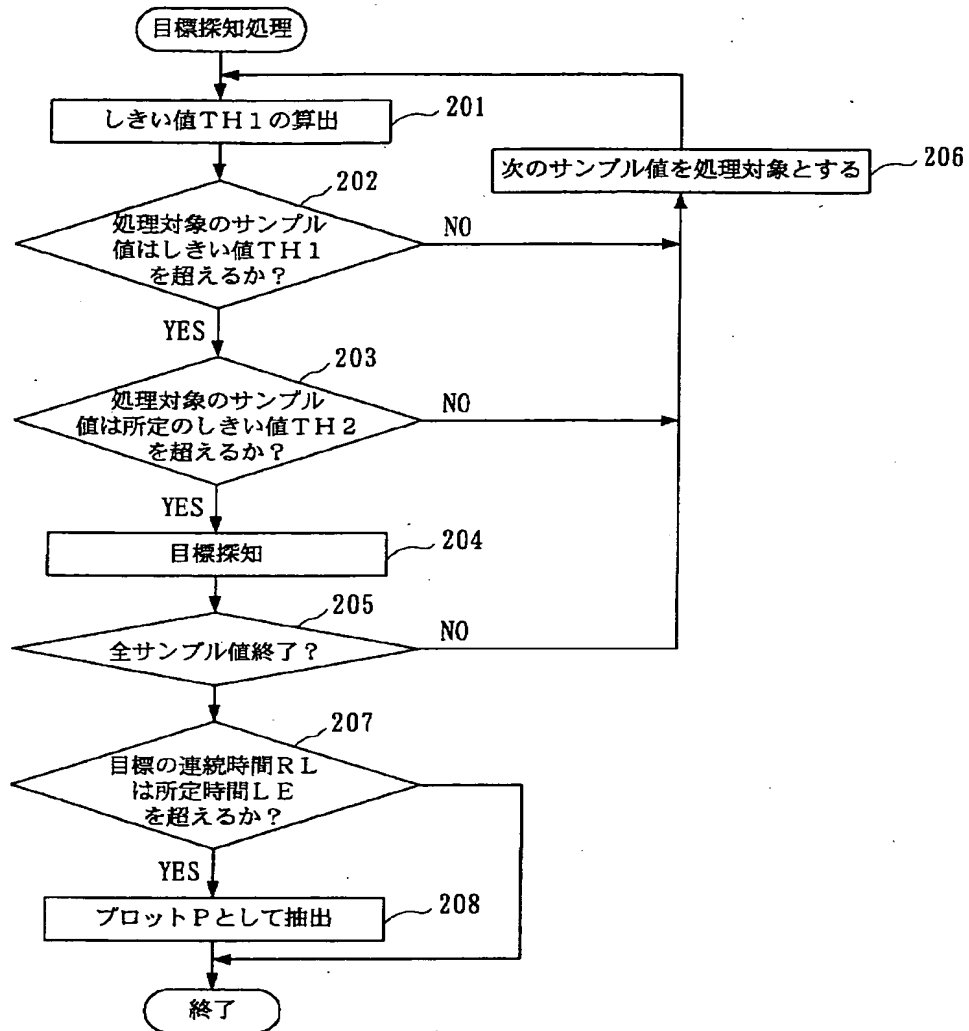 目標探知処理
しきい値TH1の算出
201
次のサンプル値を処理対象とする
206
202
処理対象のサンプル
値はしきい値TH1
を超えるか？
NO
YES
203
処理対象のサンプル
値は所定のしきい値TH2
を超えるか？
NO
YES
目標探知
204
205
全サンプル値終了？
NO
207
目標の連続時間RL
は所定時間LE
を超えるか？
YES
プロットPとして抽出
208
終了